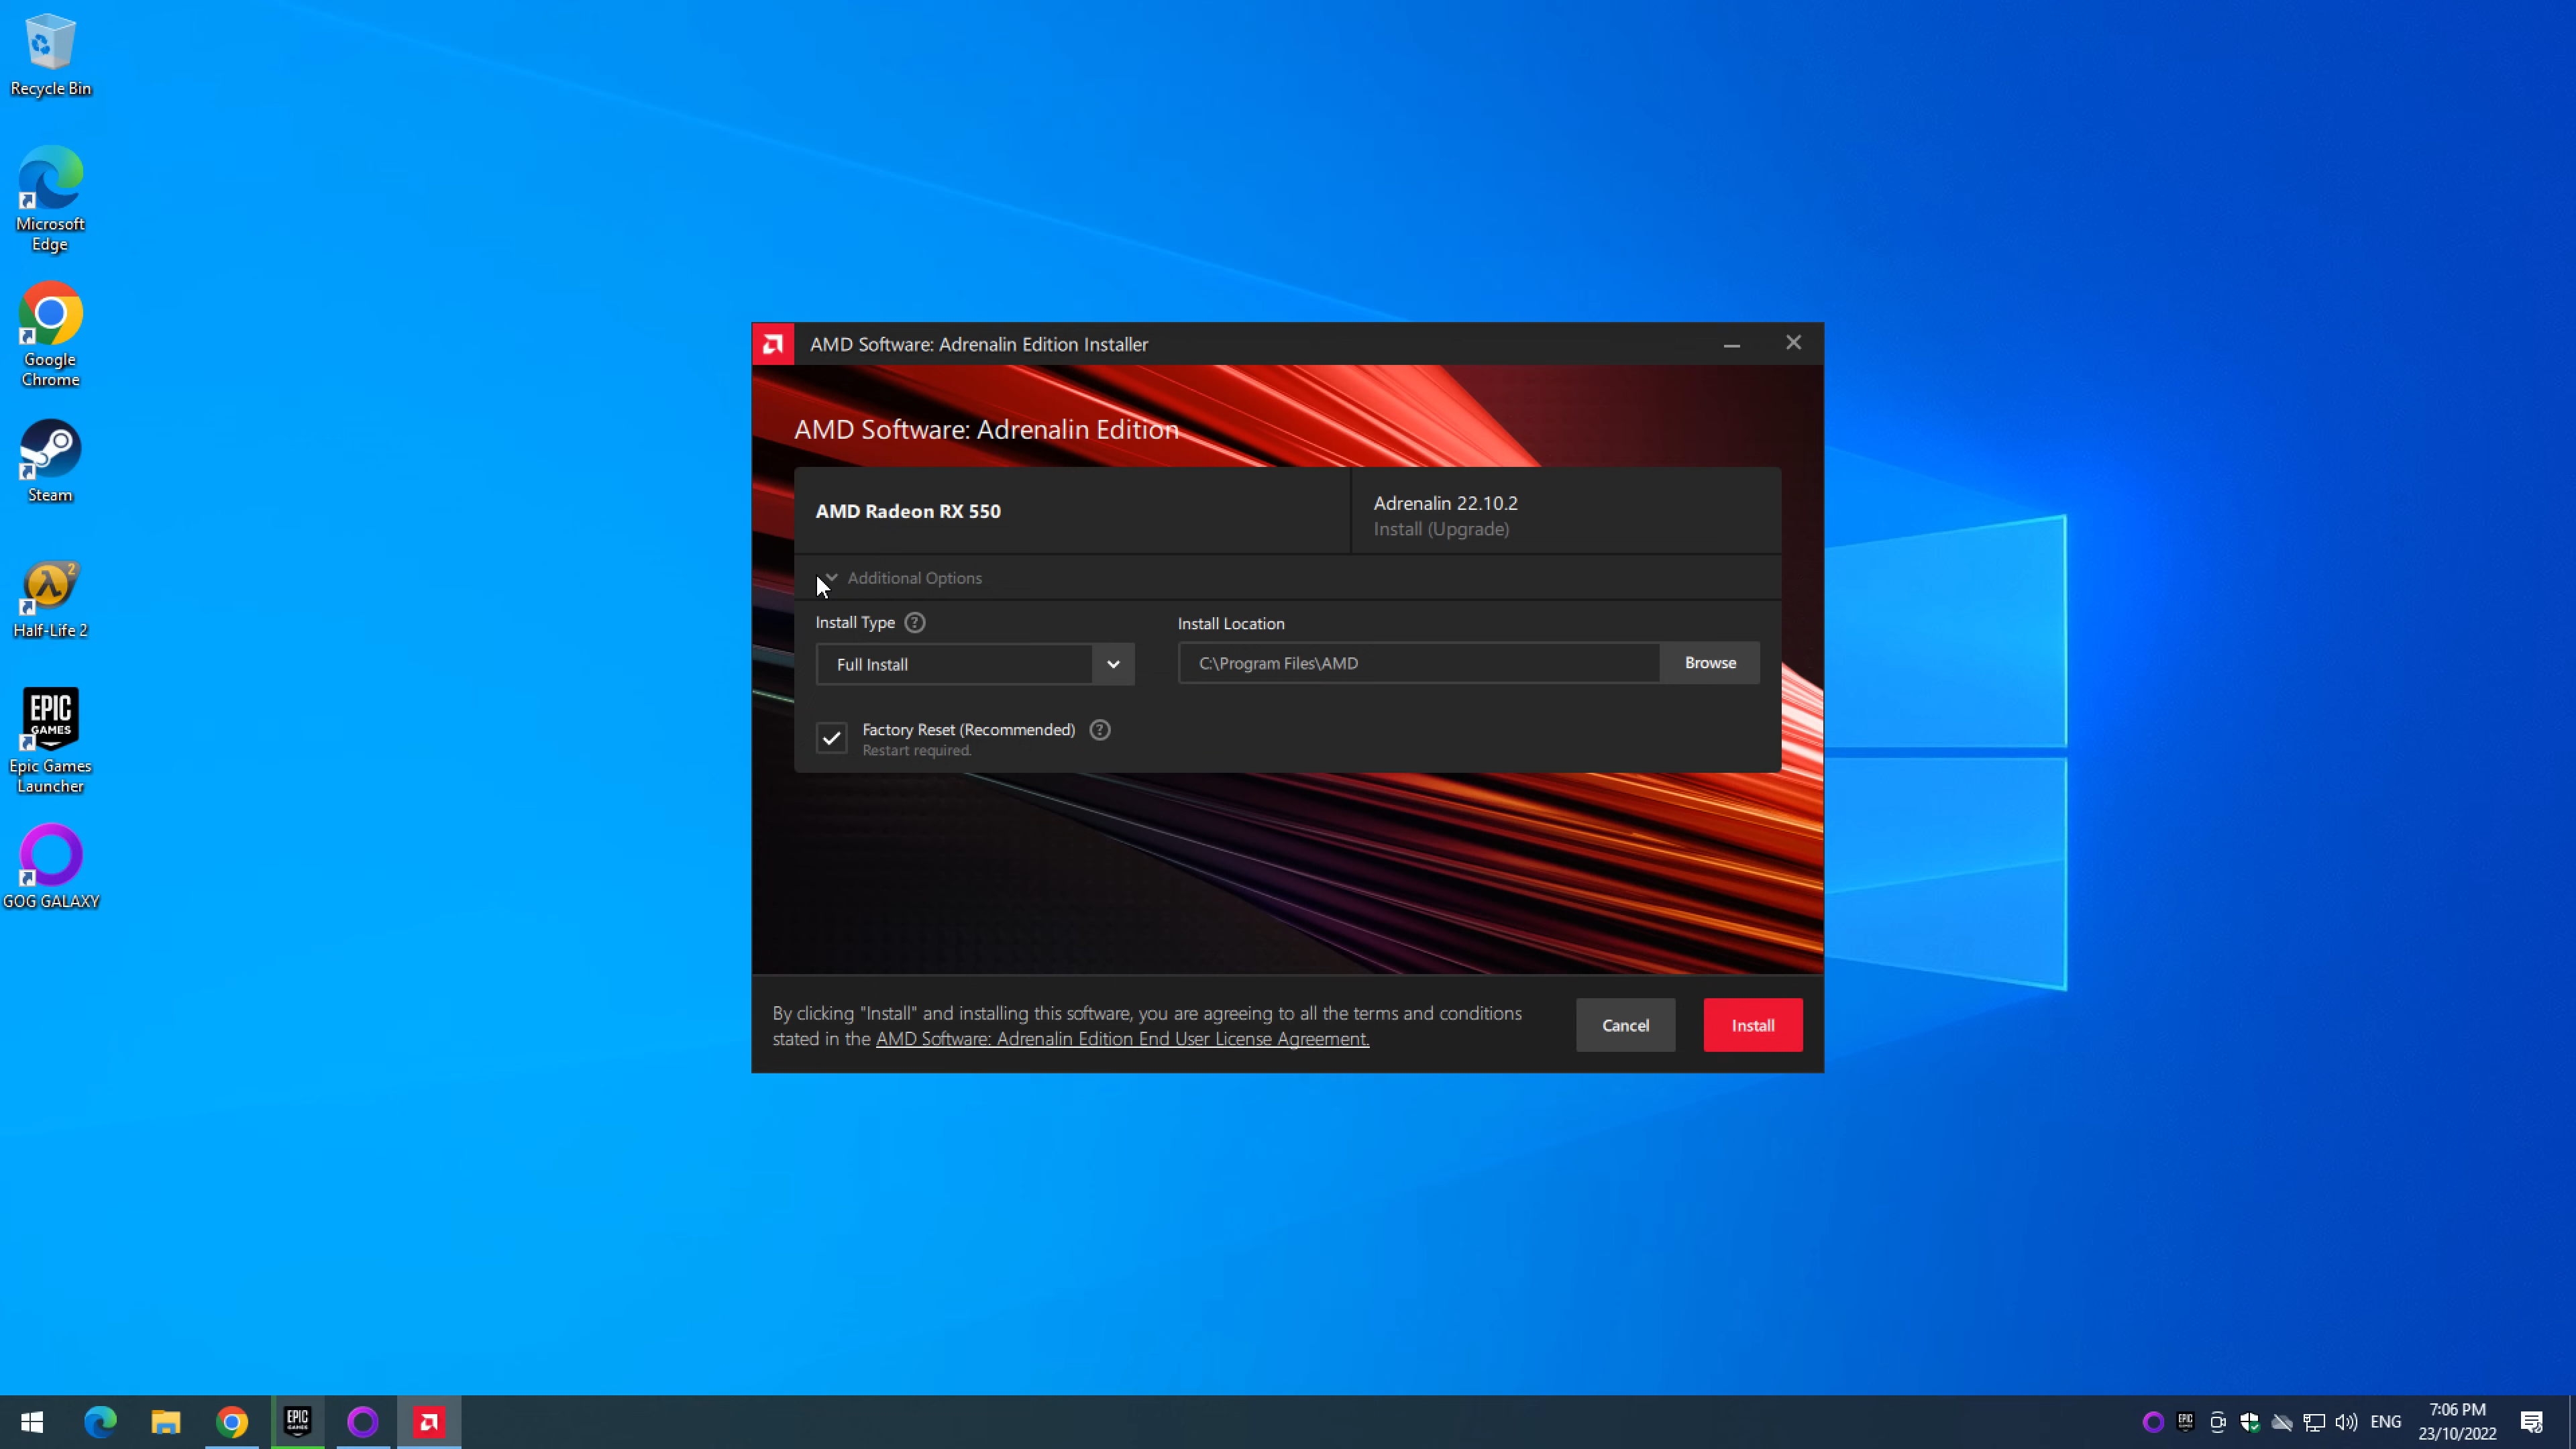 Recycle Bin
Microsoft
Edge
Google
Chrome
Steam
2
Half-Life 2
EPIC
GAMES
Epic Games
Launcher
GOG GALAXY
AMD Software: Adrenalin Edition Installer
AMD Software: Adrenalin Edition
AMD Radeon RX 550
Adrenalin 22.10.2
Install (Upgrade)
Additional Options
Install Type ?
Install Location
Full Install
C:\Program Files\AMD
Browse
Factory Reset (Recommended) ?
Restart required.
By clicking "Install" and installing this software, you are agreeing to all the terms and conditions
stated in the AMD Software: Adrenalin Edition End User License Agreement.
Cancel
Install
EPIC
GAMES
EPIC
ENG
7:06 PM
23/10/2022